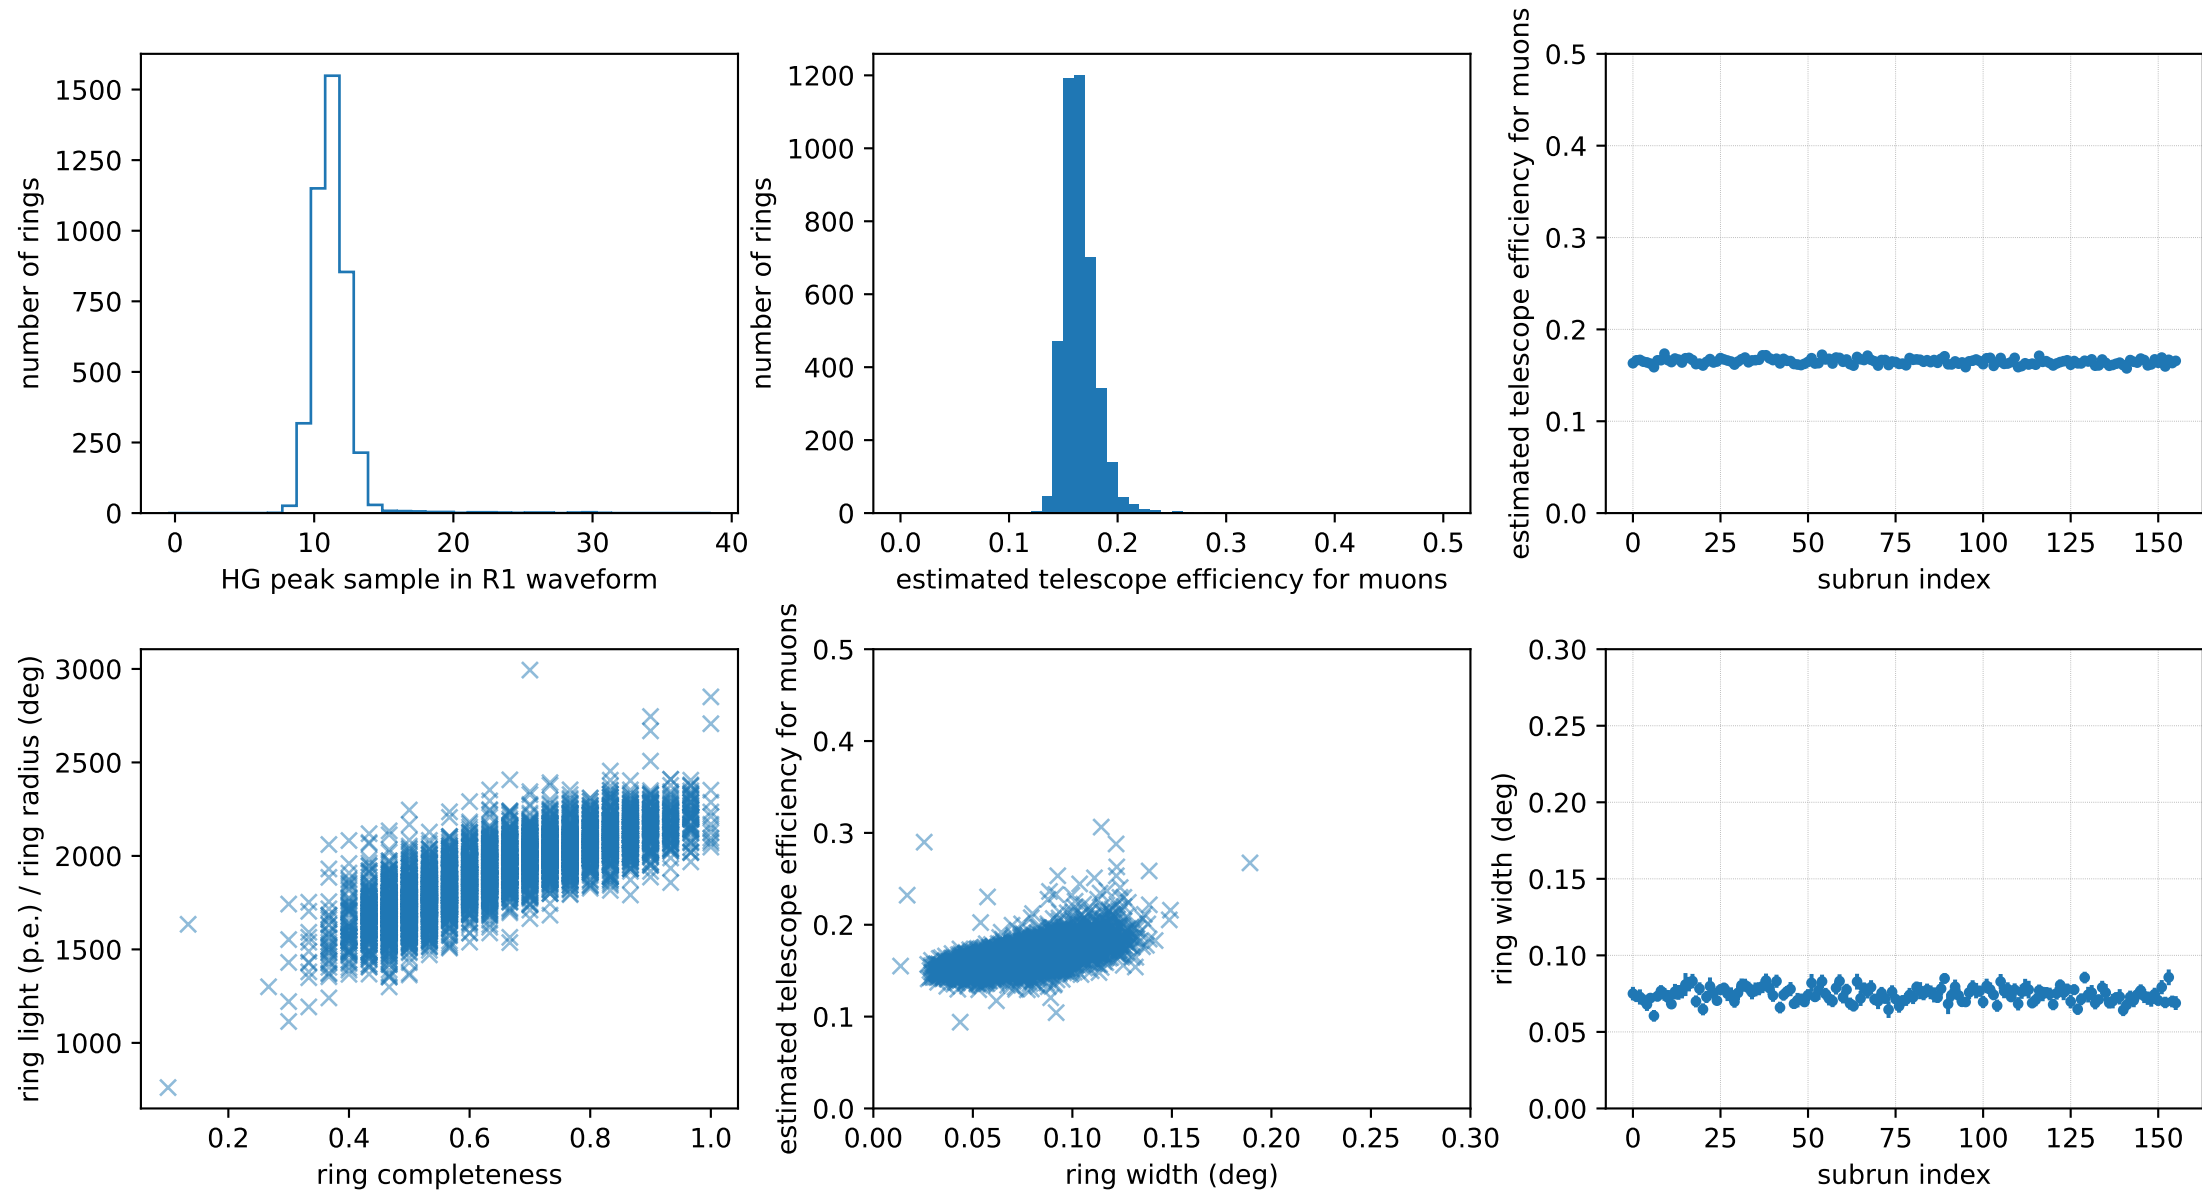 number of rings
1500
1250
1000
750
500
250
0
0 10 20 30 40
HG peak sample in R1 waveform
number of rings
1200
1000
800
600
400
200
0
0.0 0.1 0.2 0.3 0.4 0.5
estimated telescope efficiency for muons
estimated telescope efficiency for muons
0.5
0.4
0.3
0.2
0.1
0.0
0 25 50 75 100 125 150
subrun index
ring light (p.e.) / ring radius (deg)
3000
2500
2000
1500
1000
0.2 0.4 0.6 0.8 1.0
ring completeness
estimated telescope efficiency for muons
0.5
0.4
0.3
0.2
0.1
0.0
0.00 0.05 0.10 0.15 0.20 0.25 0.30
ring width (deg)
ring width (deg)
0.30
0.25
0.20
0.15
0.10
0.05
0.00
0 25 50 75 100 125 150
subrun index